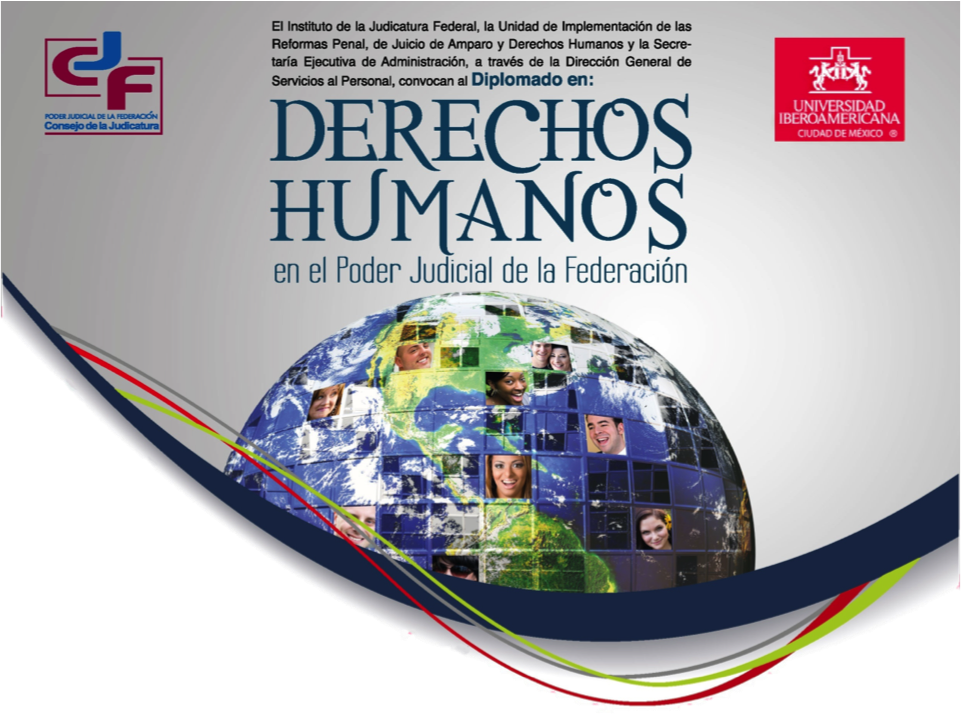 El Instituto de la Judicatura Federal, la Unidad de Implementación de las
Reformas Penal, de Juicio de Amparo y Derechos Humanos y la Secre-
taría Ejecutiva de Administración, a través de la Dirección General de
Servicios al Personal, convocan al Diplomado en:
DERECHOS
HUMANOS
en el Poder Judicial de la Federación
CJF
PODER JUDICIAL DE LA FEDERACIÓN
Consejo de la Judicatura
UNIVERSIDAD
IBEROAMERICANA
CIUDAD DE MÉXICO ®